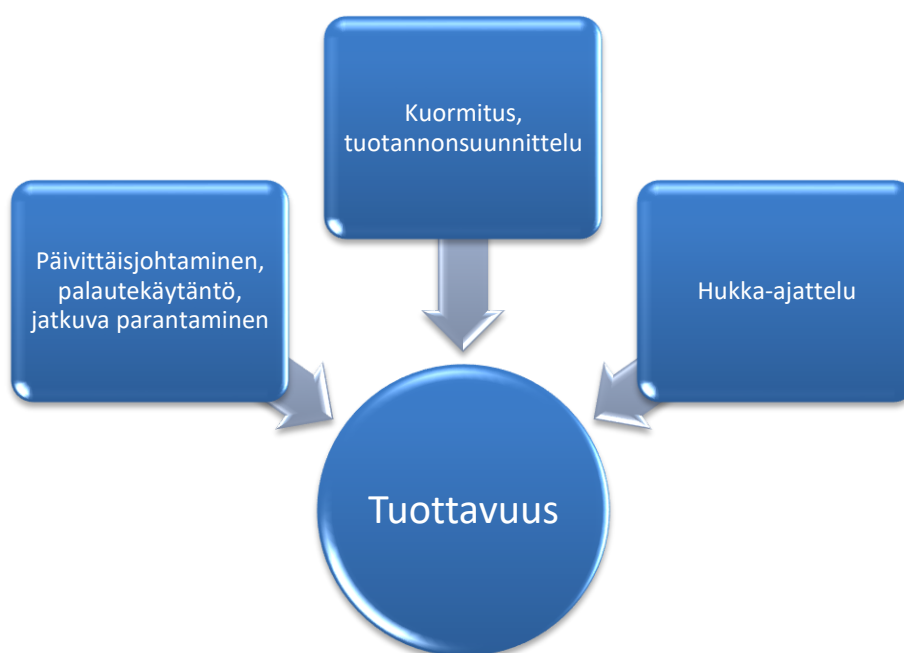 Kuormitus,
tuotannonsuunnittelu
Päivittäisjohtaminen,
palautekäytäntö,
jatkuva parantaminen
Hukka-ajattelu
Tuottavuus